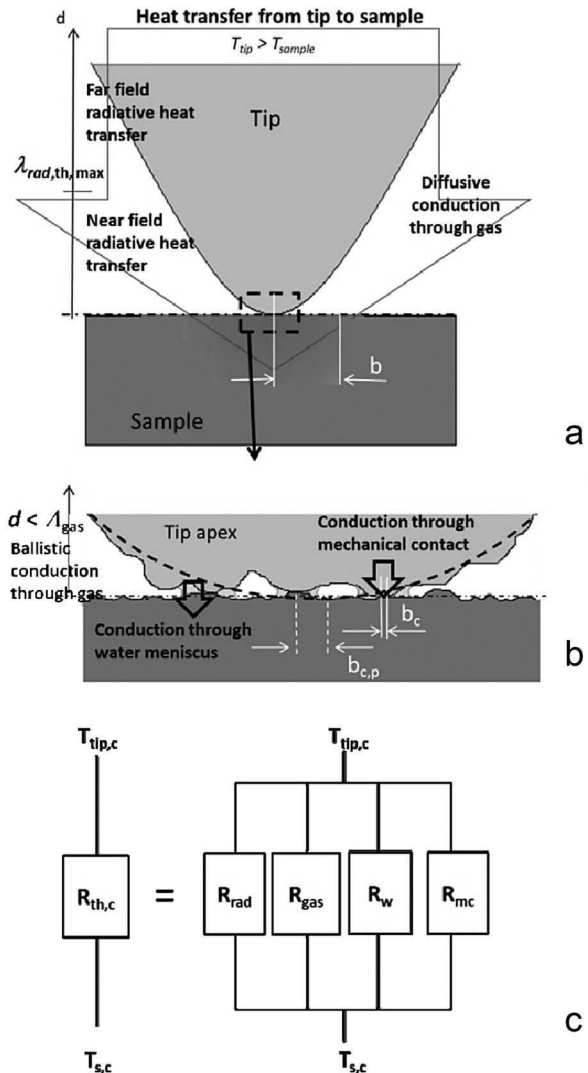 d
Heat transfer from tip to sample
T_tip > T_sample
Far field
radiative heat
transfer
Tip
λ_rad,th,max
Near field
radiative heat
transfer
Diffusive
conduction
through gas
b
Sample
a
d < Λ_gas
Ballistic
conduction
through gas
Tip apex
Conduction through
mechanical contact
Conduction through
water meniscus
b_c
b_c,p
b
T_tip,c
T_tip,c
R_th,c
=
R_rad
R_gas
R_w
R_mc
T_s,c
T_s,c
c